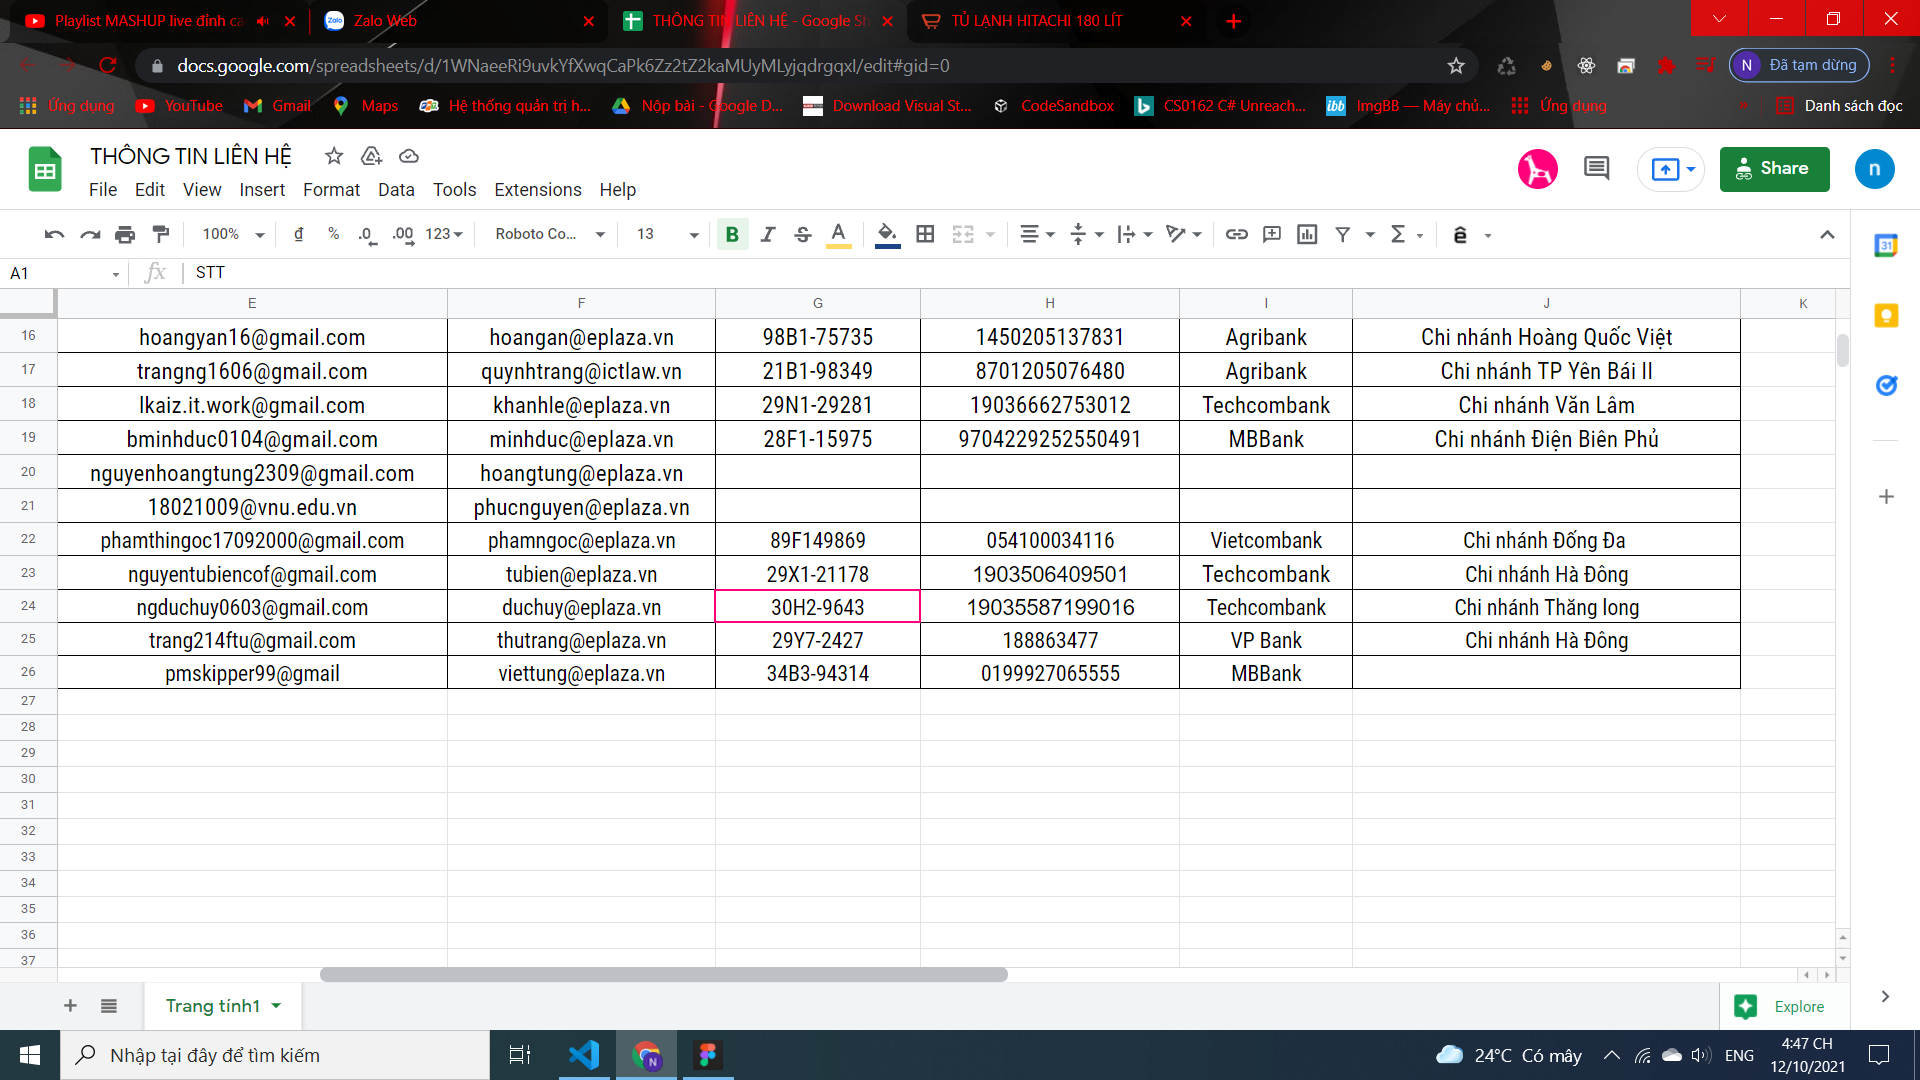 Playlist MASHUP live đỉnh ca
Zalo Web
THÔNG TIN LIÊN HỆ - Google Sh
TỦ LẠNH HITACHI 180 LÍT
docs.google.com/spreadsheets/d/1WNaeeRi9uvkYfXwqCaPk6Zz2tZ2kaMUyMLyjqdrgqxI/edit#gid=0
N Đã tạm dừng
Ứng dụng YouTube Gmail Maps Hệ thống quản trị h... Nộp bài - Google D... Download Visual St... CodeSandbox CS0162 C# Unreach... ibb ImgBB — Máy chủ... Ứng dụng » Danh sách đọc
THÔNG TIN LIÊN HỆ
File Edit View Insert Format Data Tools Extensions Help
Share
n
100% đ % .0 .00 123 Roboto Co... 13 B I S A Σ ê
A1 fx STT
E F G H I J K
16 hoangyan16@gmail.com hoangan@eplaza.vn 98B1-75735 1450205137831 Agribank Chi nhánh Hoàng Quốc Việt
17 trangng1606@gmail.com quynhtrang@ictlaw.vn 21B1-98349 8701205076480 Agribank Chi nhánh TP Yên Bái II
18 lkaiz.it.work@gmail.com khanhle@eplaza.vn 29N1-29281 19036662753012 Techcombank Chi nhánh Văn Lâm
19 bminhduc0104@gmail.com minhduc@eplaza.vn 28F1-15975 9704229252550491 MBBank Chi nhánh Điện Biên Phủ
20 nguyenhoangtung2309@gmail.com hoangtung@eplaza.vn
21 18021009@vnu.edu.vn phucnguyen@eplaza.vn
22 phamthingoc17092000@gmail.com phamngoc@eplaza.vn 89F149869 054100034116 Vietcombank Chi nhánh Đống Đa
23 nguyentubiencof@gmail.com tubien@eplaza.vn 29X1-21178 1903506409501 Techcombank Chi nhánh Hà Đông
24 ngduchuy0603@gmail.com duchuy@eplaza.vn 30H2-9643 19035587199016 Techcombank Chi nhánh Thăng long
25 trang214ftu@gmail.com thutrang@eplaza.vn 29Y7-2427 188863477 VP Bank Chi nhánh Hà Đông
26 pmskipper99@gmail viettung@eplaza.vn 34B3-94314 0199927065555 MBBank
27
28
29
30
31
32
33
34
35
36
37
Trang tính1
Explore
Nhập tại đây để tìm kiếm
24°C Có mây
ENG
4:47 CH
12/10/2021